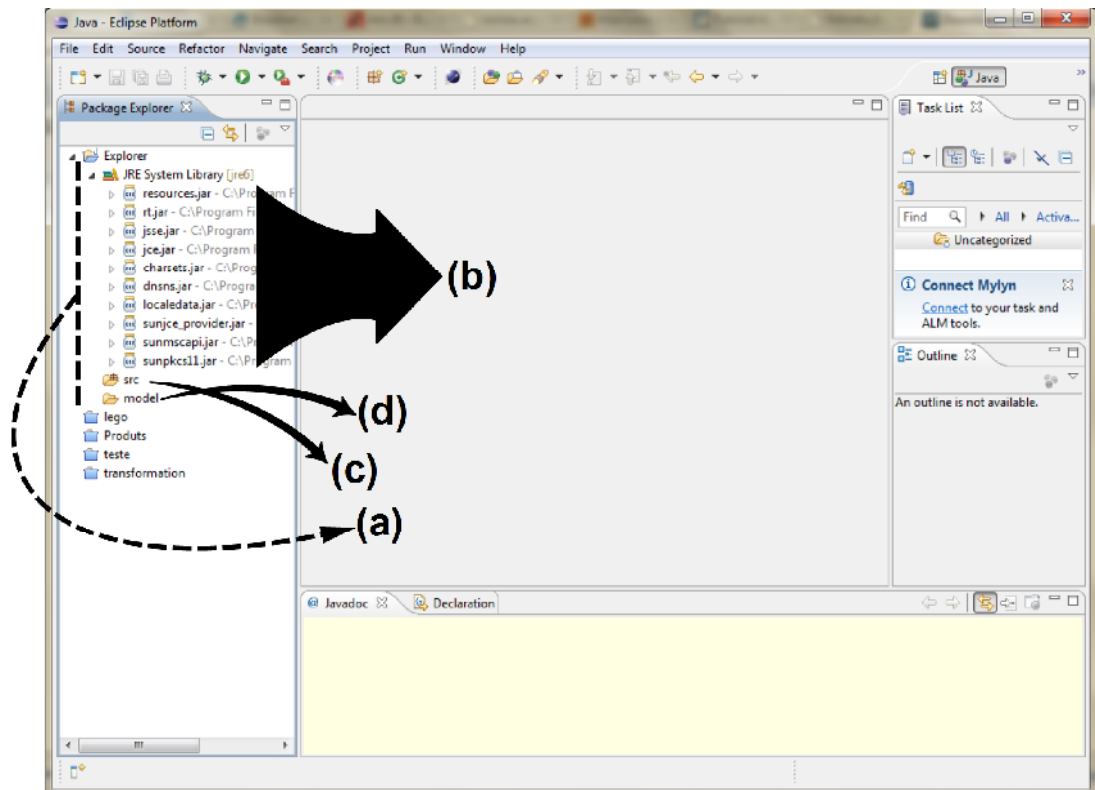 Java - Eclipse Platform
File Edit Source Refactor Navigate Search Project Run Window Help
Java
Package Explorer
Task List
Explorer
JRE System Library [jre6]
resources.jar - C:\Program F
rt.jar - C:\Program Fi
jsse.jar - C:\Program
jce.jar - C:\Program
charsets.jar - C:\Prog
dnsns.jar - C:\Progra
localedata.jar - C:\Pr
sunjce_provider.jar -
sunmscapi.jar - C:\P
sunpkcs11.jar - C:\Program
src
model
lego
Produts
teste
transformation
(b)
(d)
(c)
(a)
Find All Activa...
Uncategorized
Connect Mylyn
Connect to your task and
ALM tools.
Outline
An outline is not available.
Javadoc Declaration